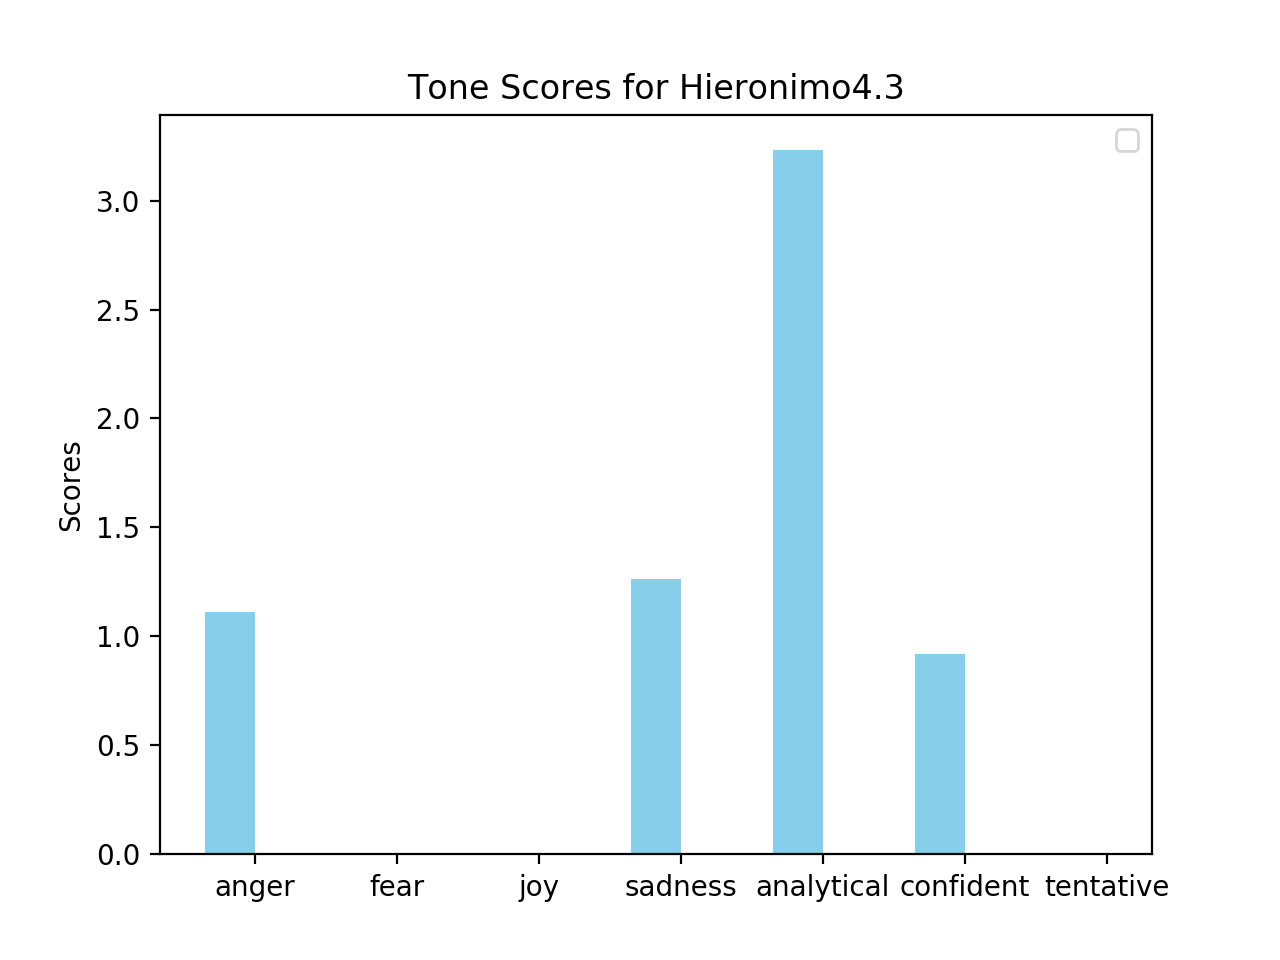 Tone Scores for Hieronimo4.3
Scores
3.0
2.5
2.0
1.5
1.0
0.5
0.0
anger fear joy sadness analytical confident tentative